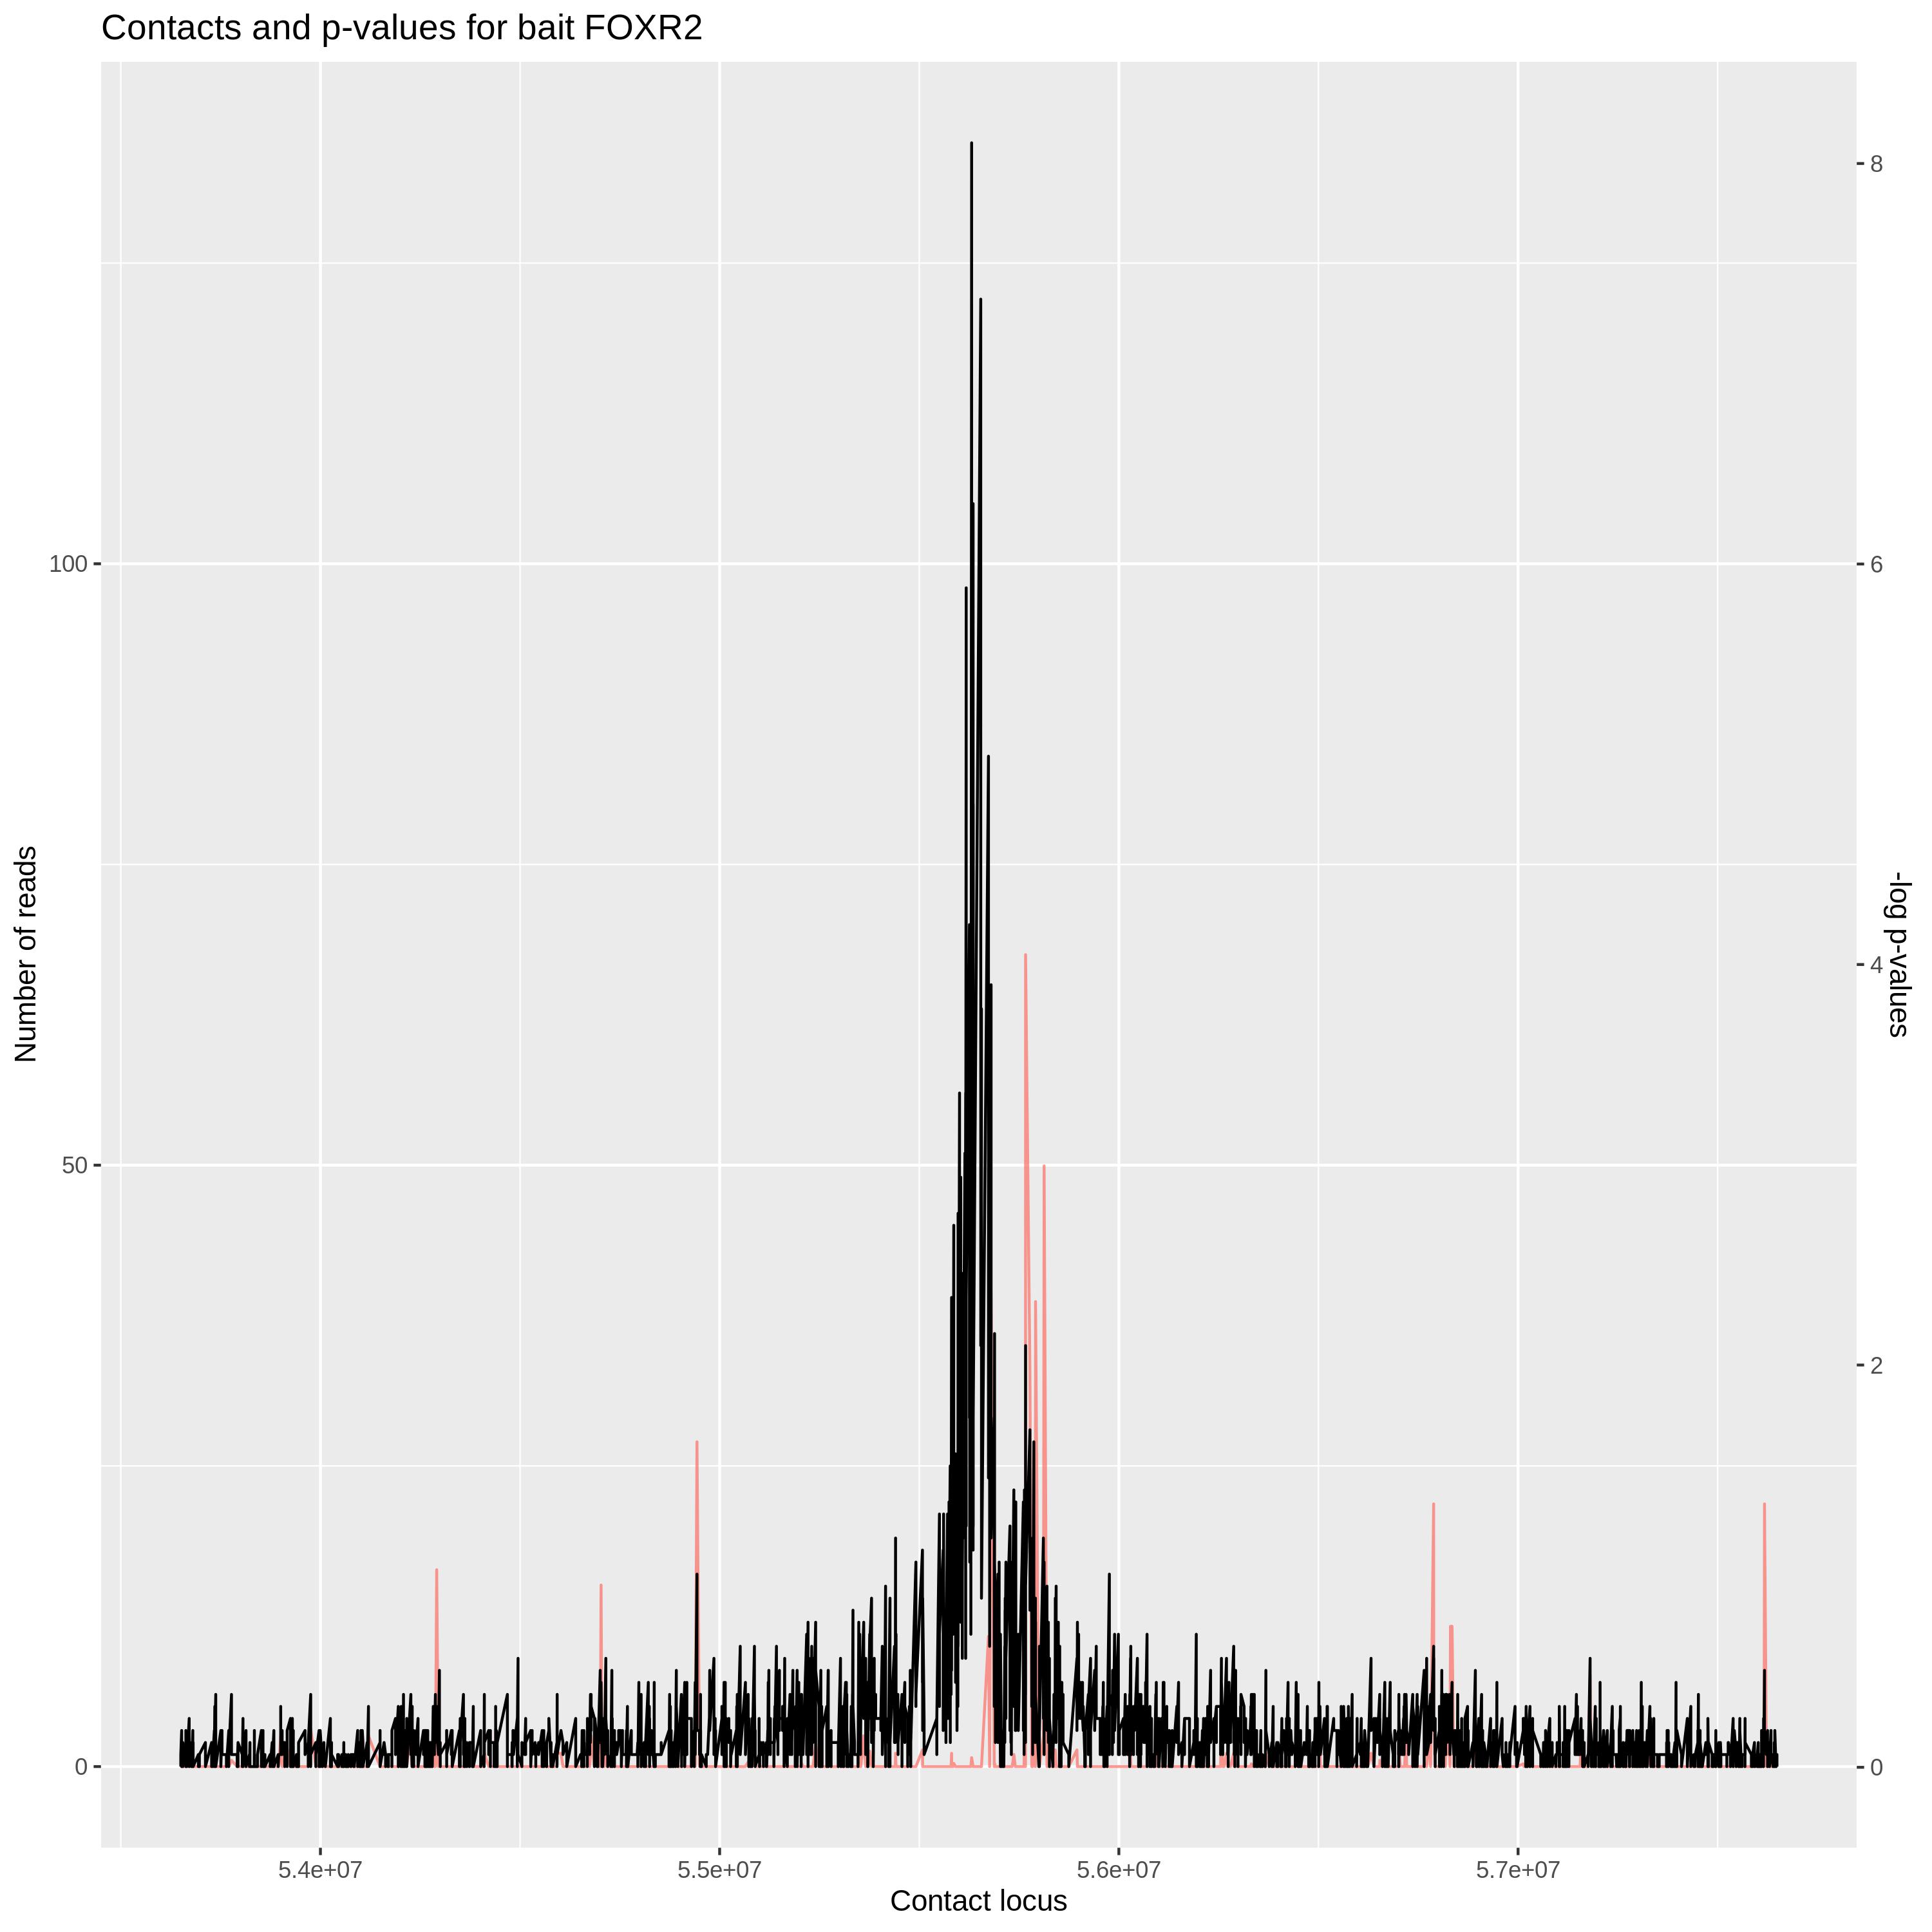 Contacts and p-values for bait FOXR2
Number of reads
100
50
0
8
6
4
2
0
-log p-values
5.4e+07
5.5e+07
5.6e+07
5.7e+07
Contact locus